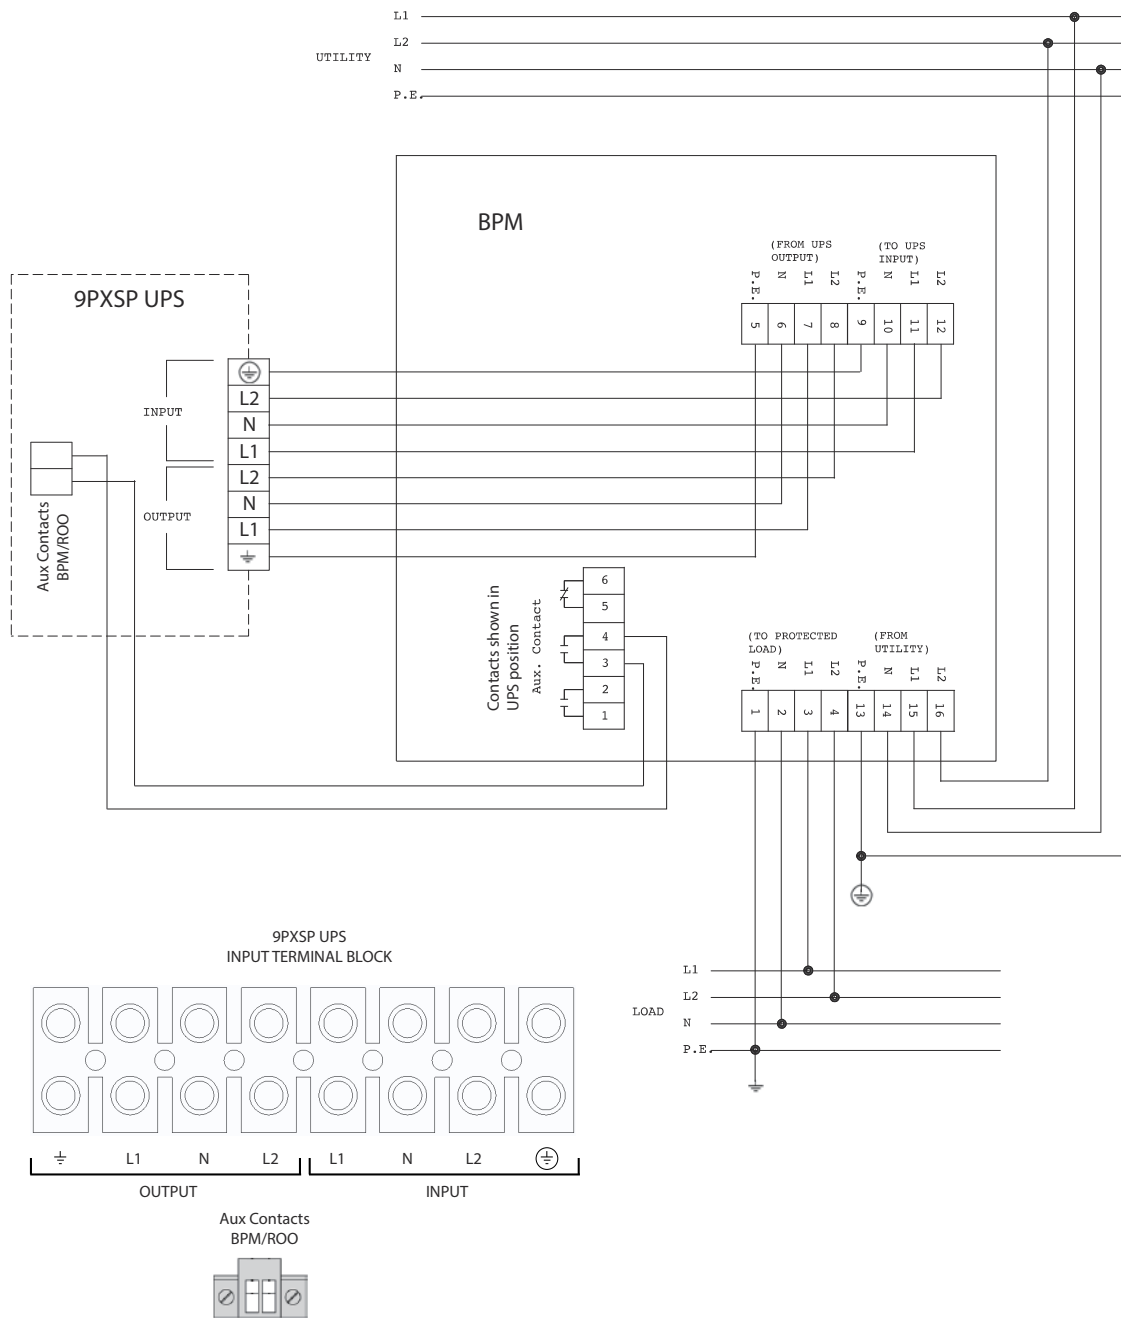 L1
L2
UTILITY
N
P.E.
BPM
(FROM UPS
OUTPUT)
(TO UPS
INPUT)
P.E.
N
L1
L2
P.E.
N
L1
L2
5
6
7
8
9
10
11
12
9PXSP UPS
INPUT
OUTPUT
L2
N
L1
L2
N
L1
Aux Contacts
BPM/ROO
Contacts shown in
UPS position
Aux. Contact
6
5
4
3
2
1
(TO PROTECTED
LOAD)
(FROM
UTILITY)
P.E.
N
L1
L2
P.E.
N
L1
L2
1
2
3
4
13
14
15
16
L1
L2
LOAD
N
P.E.
9PXSP UPS
INPUT TERMINAL BLOCK
L1
N
L2
L1
N
L2
OUTPUT
INPUT
Aux Contacts
BPM/ROO